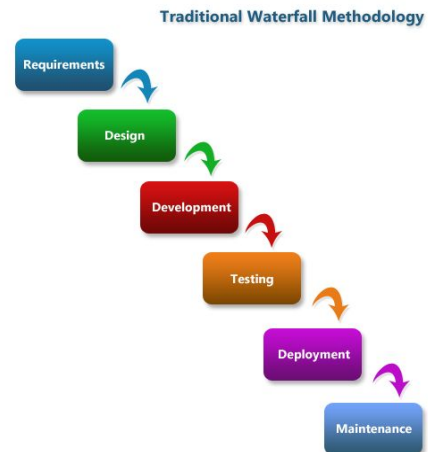 Traditional Waterfall Methodology
Requirements
Design
Development
Testing
Deployment
Maintenance